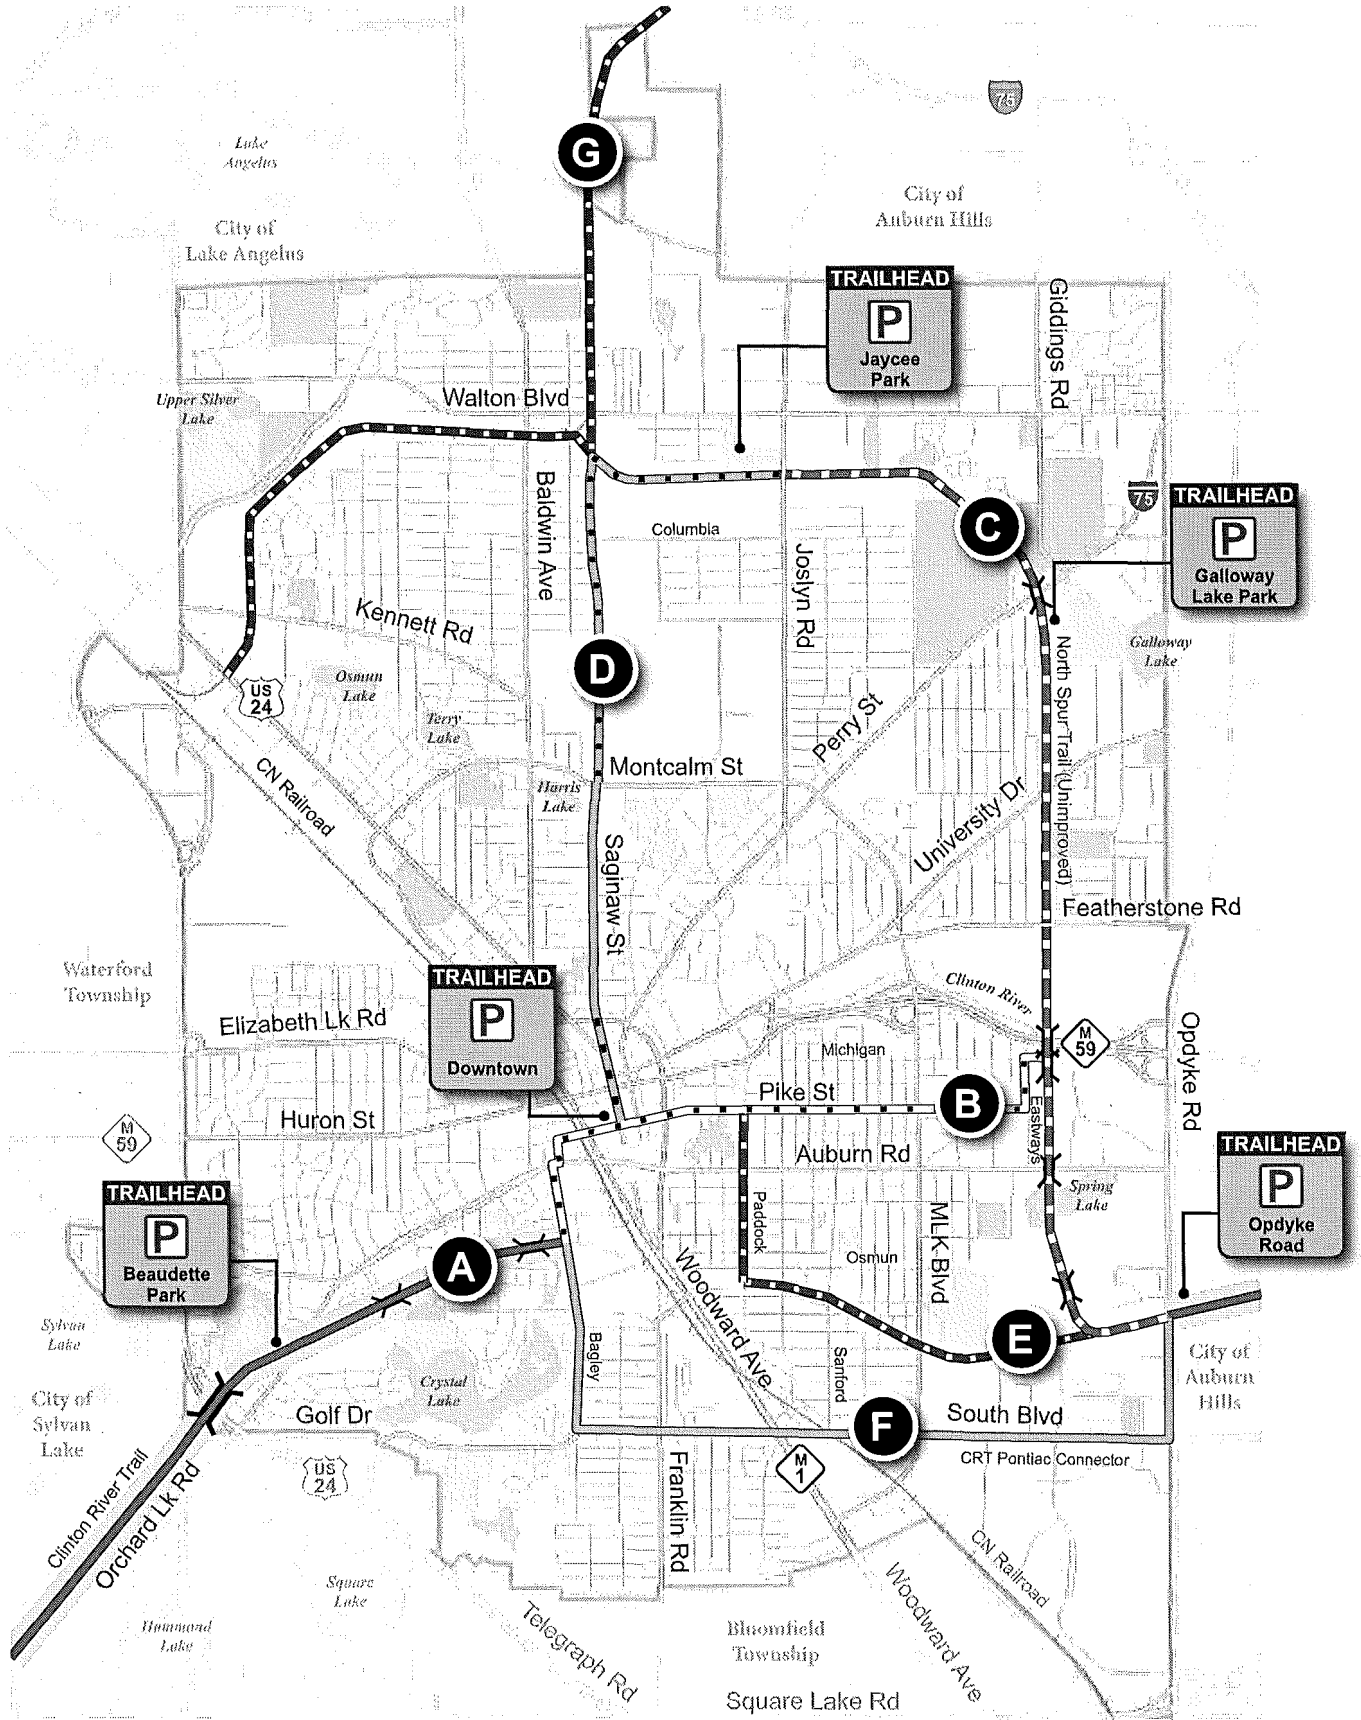 75
G
Lake
Angelus
City of
Auburn Hills
City of
Lake Angelus
TRAILHEAD
P
Jaycee
Park
Giddings Rd
Walton Blvd
Upper Silver
Lake
75
TRAILHEAD
P
Galloway
Lake Park
Baldwin Ave
Columbia
C
Joslyn Rd
Kennett Rd
D
Osmun
Lake
US
24
Terry
Lake
North Spur Trail (Unimproved)
Galloway
Lake
Perry St
Montcalm St
CN Railroad
Harris
Lake
University Dr
Saginaw St
Featherstone Rd
Waterford
Township
TRAILHEAD
P
Downtown
Clinton River
Elizabeth Lk Rd
M
59
Opdyke Rd
Michigan
Pike St
B
Huron St
M
59
Eastways
Auburn Rd
TRAILHEAD
P
Opdyke
Road
TRAILHEAD
P
Beaudette
Park
Spring
Lake
Paddock
MLK Blvd
Osmun
A
Woodward Ave
Sylvan
Lake
Bagley
E
Sanford
City of
Auburn
Hills
City of
Sylvan
Lake
Crystal
Lake
Golf Dr
F
South Blvd
CRT Pontiac Connector
US
24
M
1
Franklin Rd
Clinton River Trail
Orchard Lk Rd
CN Railroad
Square
Lake
Woodward Ave
Hammond
Lake
Telegraph Rd
Bloomfield
Township
Square Lake Rd